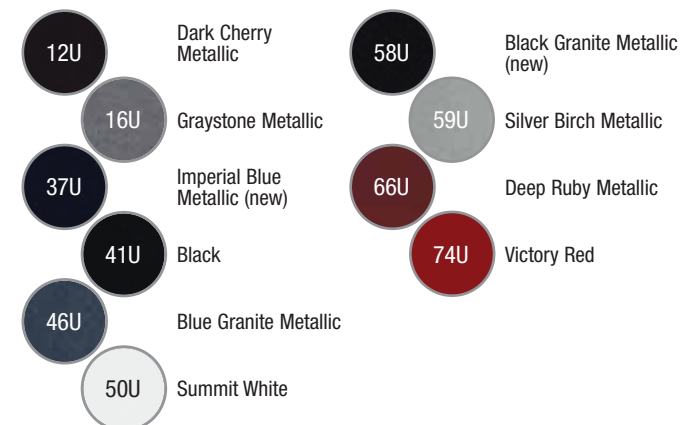 12U
Dark Cherry
Metallic
16U
Graystone Metallic
37U
Imperial Blue
Metallic (new)
41U
Black
46U
Blue Granite Metallic
50U
Summit White
58U
Black Granite Metallic
(new)
59U
Silver Birch Metallic
66U
Deep Ruby Metallic
74U
Victory Red